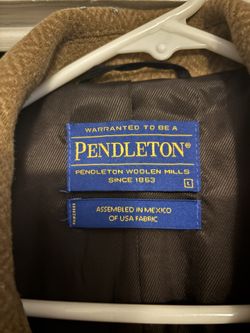 WARRANTED TO BE A
PENDLETON®
PENDLETON WOOLEN MILLS
SINCE 1863
L
ASSEMBLED IN MEXICO
OF USA FABRIC